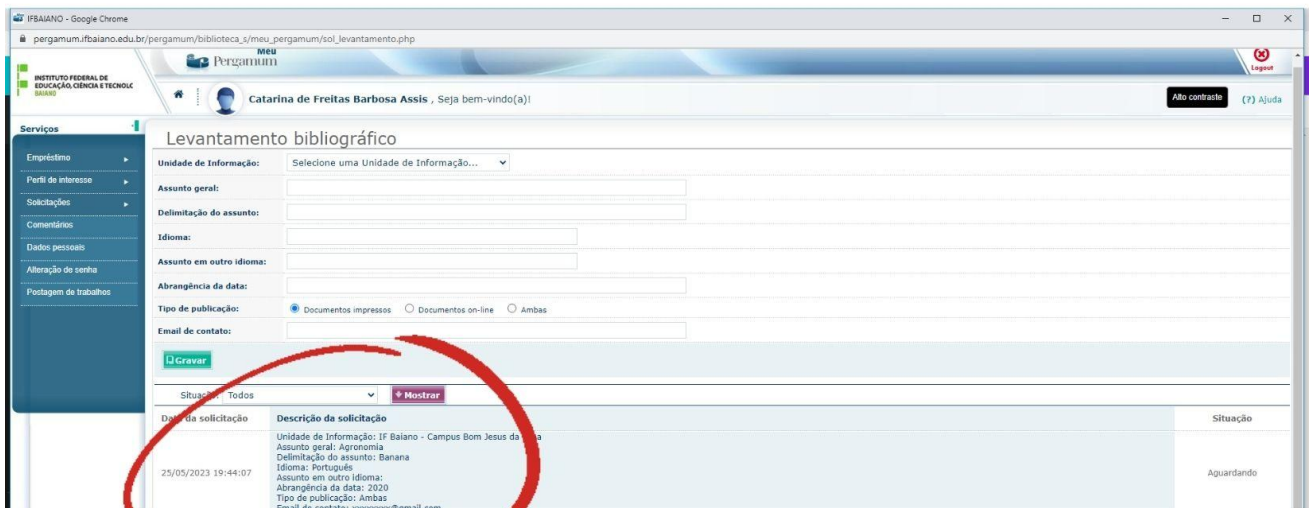 IFBAIANO - Google Chrome
pergamum.ifbaiano.edu.br/pergamum/biblioteca_s/meu_pergamum/sol_levantamento.php
INSTITUTO FEDERAL DE
EDUCAÇÃO, CIÊNCIA E TECNOLC
BAIANO
Meu
Pergamum
Logout
Catarina de Freitas Barbosa Assis , Seja bem-vindo(a)!
Alto contraste
(?) Ajuda
Serviços
Empréstimo
Perfil de interesse
Solicitações
Comentários
Dados pessoais
Alteração de senha
Postagem de trabalhos
Levantamento bibliográfico
Unidade de Informação: Selecione uma Unidade de Informação...
Assunto geral:
Delimitação do assunto:
Idioma:
Assunto em outro idioma:
Abrangência da data:
Tipo de publicação: Documentos impressos Documentos on-line Ambas
Email de contato:
Gravar
Todos Mostrar
da solicitação Descrição da solicitação Situação
Unidade de Informação: IF Baiano - Campus Bom Jesus da
Assunto geral: Agronomia
Delimitação do assunto: Banana
Idioma: Português
25/05/2023 19:44:07 Aguardando
Assunto em outro idioma:
Abrangência da data: 2020
Tipo de publicação: Ambas
Email de contato: